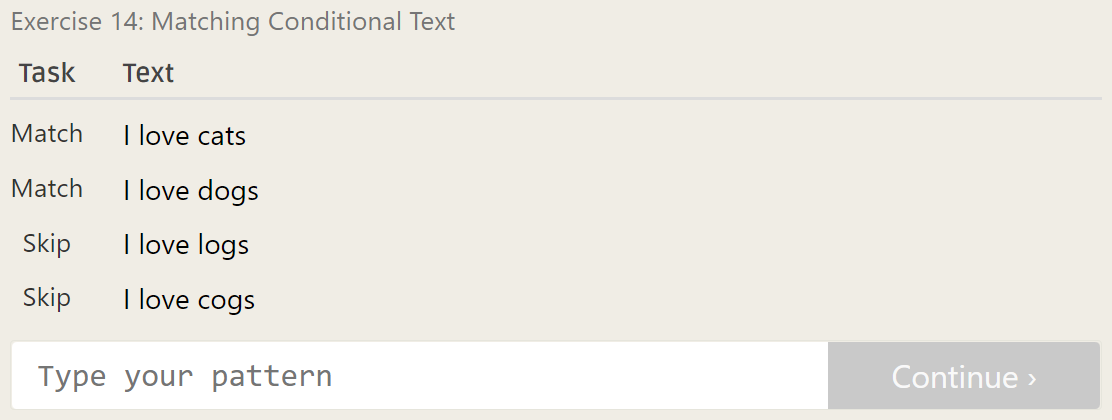 Exercise 14: Matching Conditional Text
Task Text
Match I love cats
Match I love dogs
Skip I love logs
Skip I love cogs
Type your pattern Continue ›